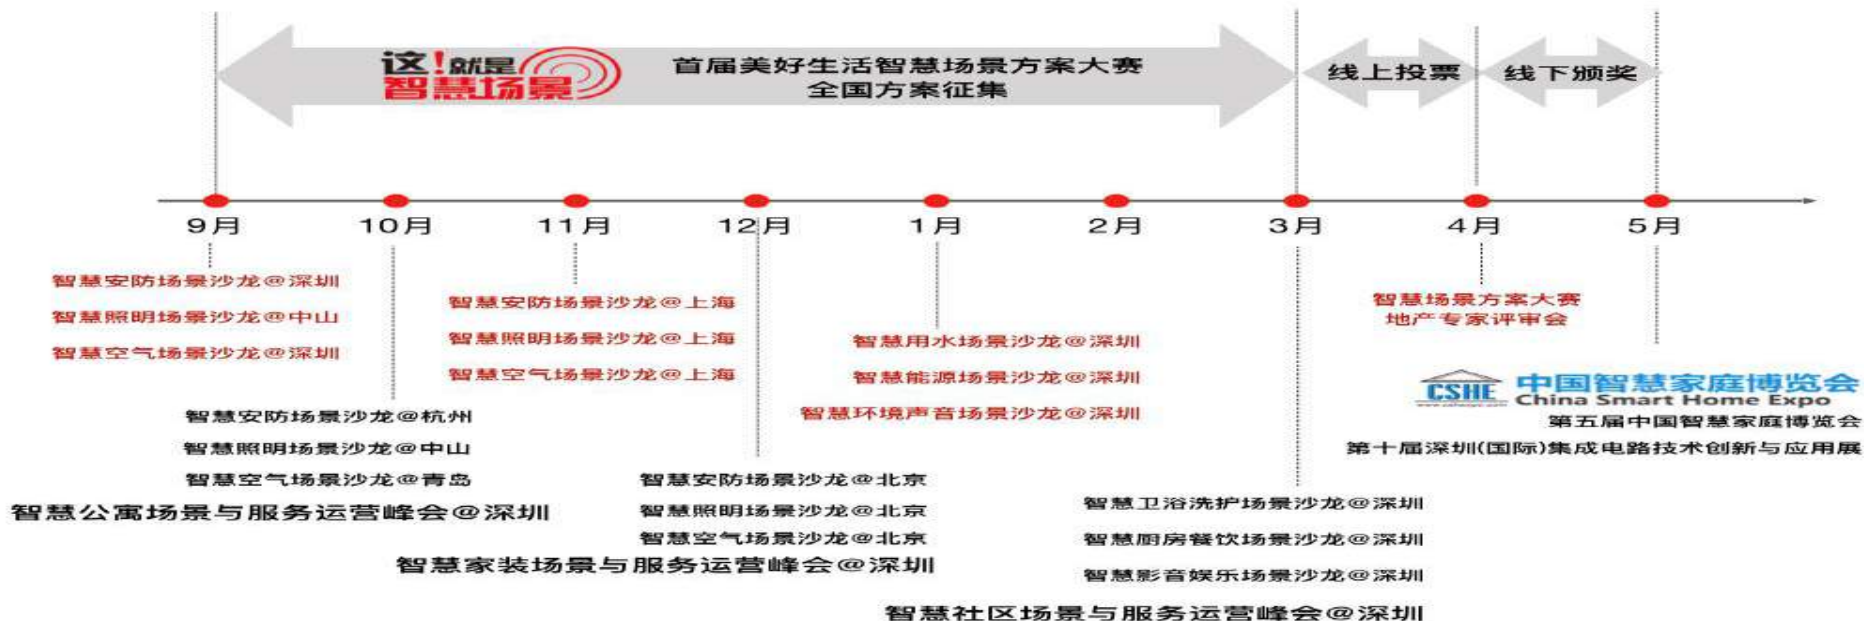 这!就是
智慧场景
首届美好生活智慧场景方案大赛
全国方案征集
线上投票
线下颁奖
9月
10月
11月
12月
1月
2月
3月
4月
5月
智慧安防场景沙龙@深圳
智慧照明场景沙龙@中山
智慧空气场景沙龙@深圳
智慧安防场景沙龙@杭州
智慧照明场景沙龙@中山
智慧空气场景沙龙@青岛
智慧公寓场景与服务运营峰会@深圳
智慧安防场景沙龙@上海
智慧照明场景沙龙@上海
智慧空气场景沙龙@上海
智慧安防场景沙龙@北京
智慧照明场景沙龙@北京
智慧空气场景沙龙@北京
智慧家装场景与服务运营峰会@深圳
智慧用水场景沙龙@深圳
智慧能源场景沙龙@深圳
智慧环境声音场景沙龙@深圳
智慧卫浴洗护场景沙龙@深圳
智慧厨房餐饮场景沙龙@深圳
智慧影音娱乐场景沙龙@深圳
智慧社区场景与服务运营峰会@深圳
智慧场景方案大赛
地产专家评审会
CSHE
中国智慧家庭博览会
China Smart Home Expo
第五届中国智慧家庭博览会
第十届深圳(国际)集成电路技术创新与应用展